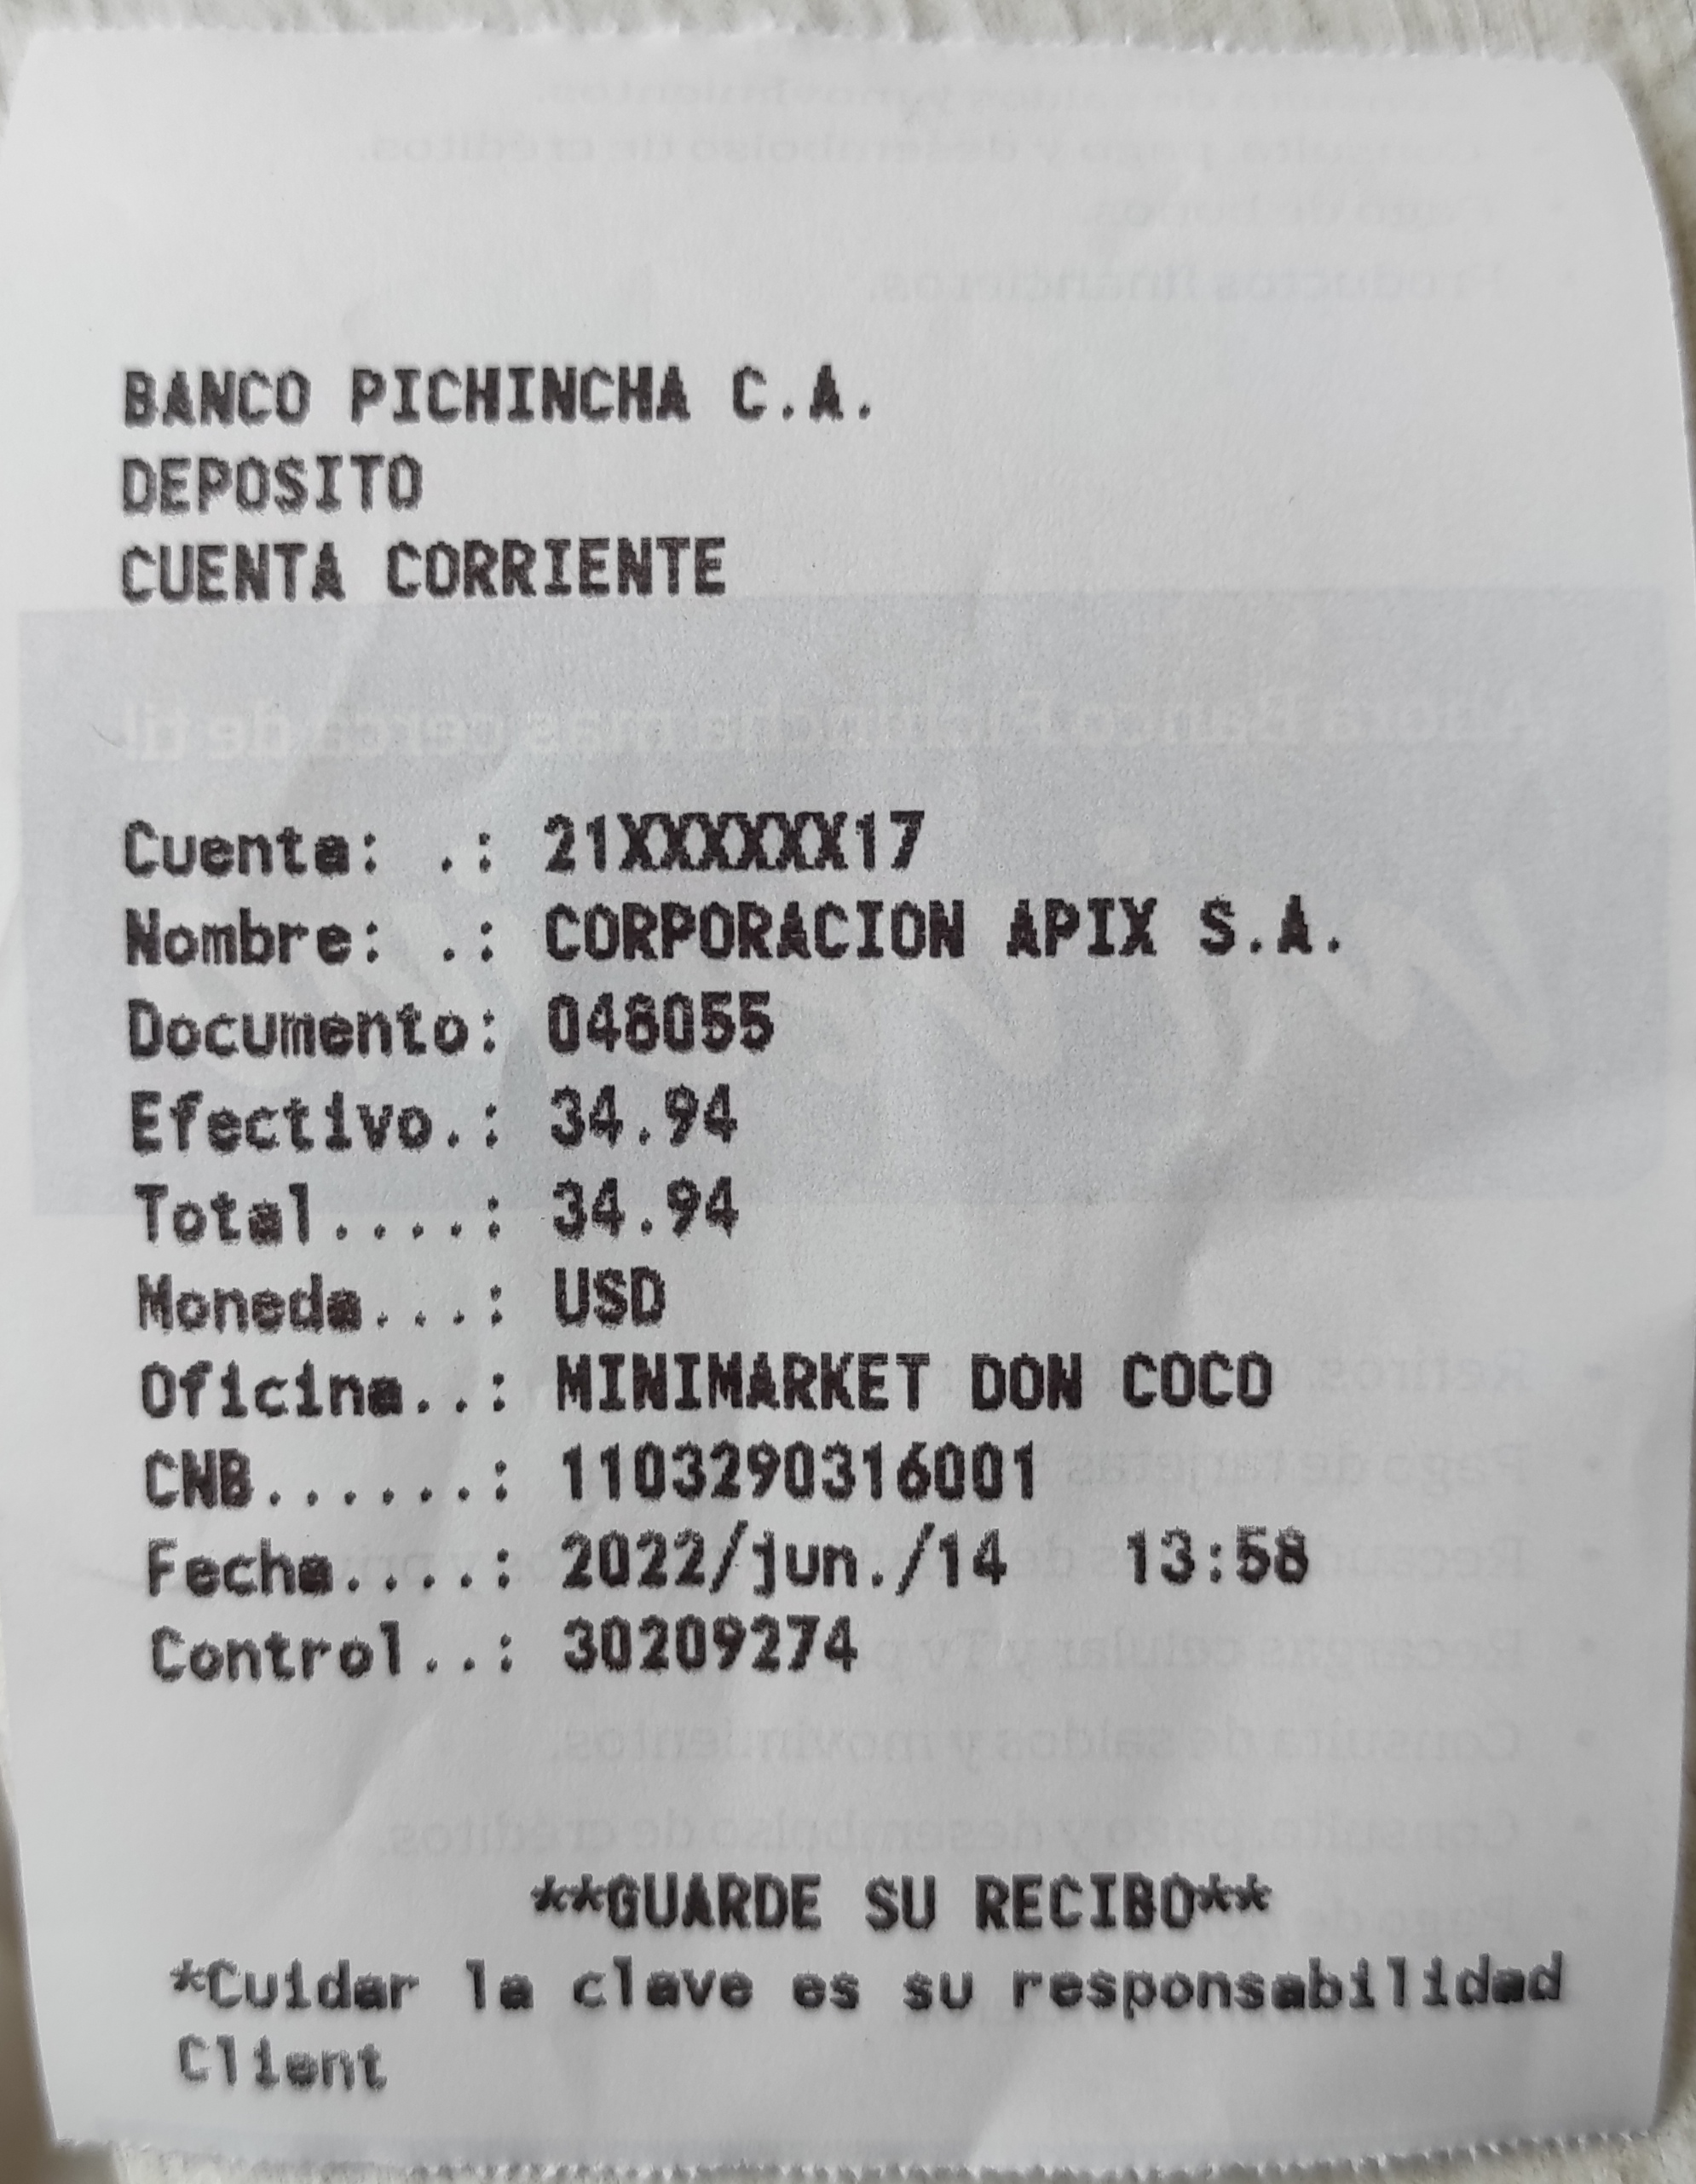 BANCO PICHINCHA C.A.
DEPOSITO
CUENTA CORRIENTE
Cuenta: .: 21XXXXXX17
Nombre: .: CORPORACION APIX S.A.
Documento: 048055
Efectivo.: 34.94
Total....: 34.94
Moneda...: USD
Oficina..: MINIMARKET DON COCO
CNB......: 1103290316001
Fecha....: 2022/jun./14 13:58
Control..: 30209274
**GUARDE SU RECIBO**
*Cuidar la clave es su responsabilidad
Client